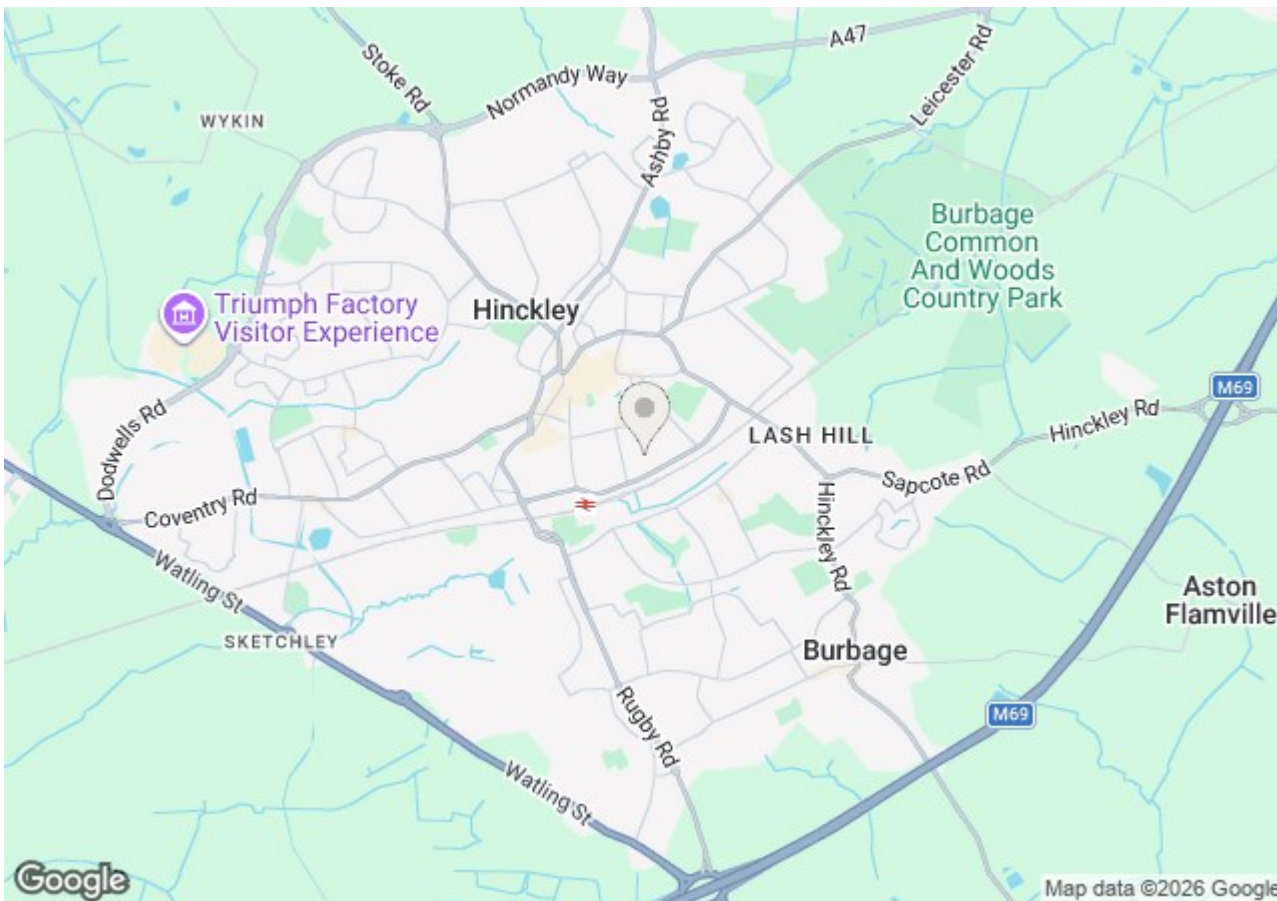 A47
Leicester Rd
Stoke Rd
Normandy Way
WYKIN
Ashby Rd
Burbage
Common
And Woods
Country Park
Triumph Factory
Visitor Experience
Hinckley
M69
Hinckley Rd
Dodwells Rd
LASH HILL
Sapcote Rd
Coventry Rd
Hinckley Rd
Watling St
Aston
Flamville
SKETCHLEY
Burbage
Rugby Rd
M69
Watling St
Google
Map data ©2026 Google